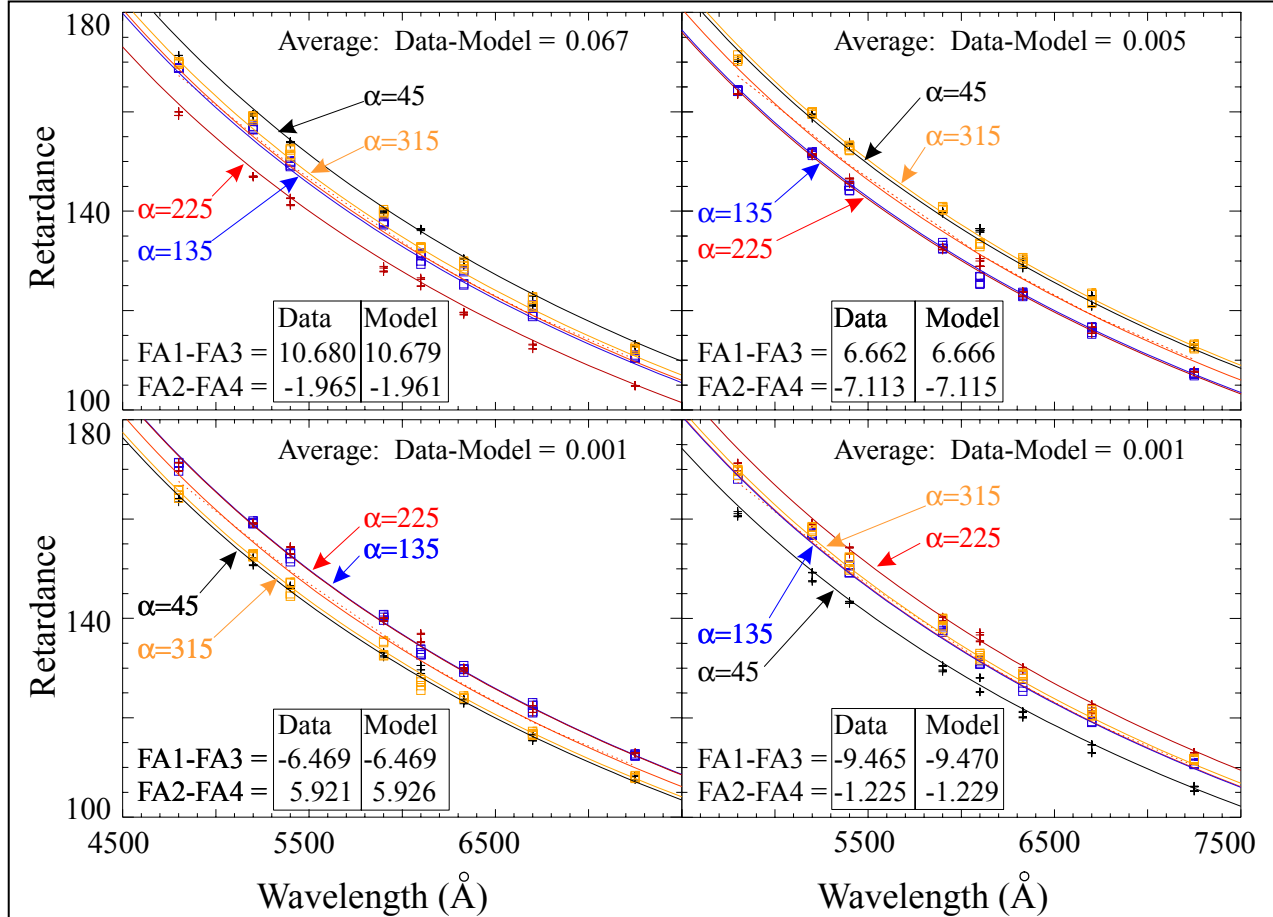 180
Average: Data-Model = 0.067
α=45
α=315
α=225
α=135
Retardance
140
Data Model
FA1-FA3 = 10.680 10.679
FA2-FA4 = -1.965 -1.961
100
Average: Data-Model = 0.005
α=45
α=315
α=135
α=225
Data Model
FA1-FA3 = 6.662 6.666
FA2-FA4 = -7.113 -7.115
180
Average: Data-Model = 0.001
α=225
α=135
α=45
α=315
Retardance
140
Data Model
FA1-FA3 = -6.469 -6.469
FA2-FA4 = 5.921 5.926
100
4500 5500 6500
Wavelength (Å)
Average: Data-Model = 0.001
α=315
α=225
α=135
α=45
Data Model
FA1-FA3 = -9.465 -9.470
FA2-FA4 = -1.225 -1.229
5500 6500 7500
Wavelength (Å)